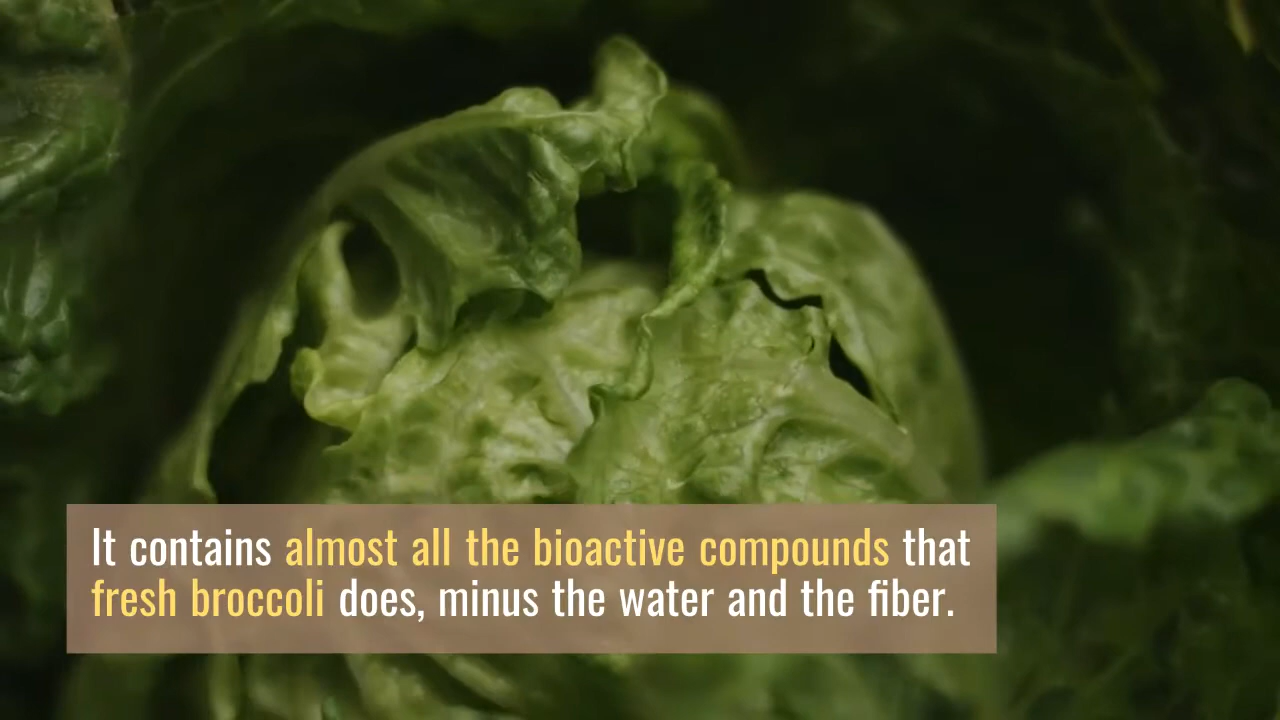 It contains almost all the bioactive compounds that
fresh broccoli does, minus the water and the fiber.